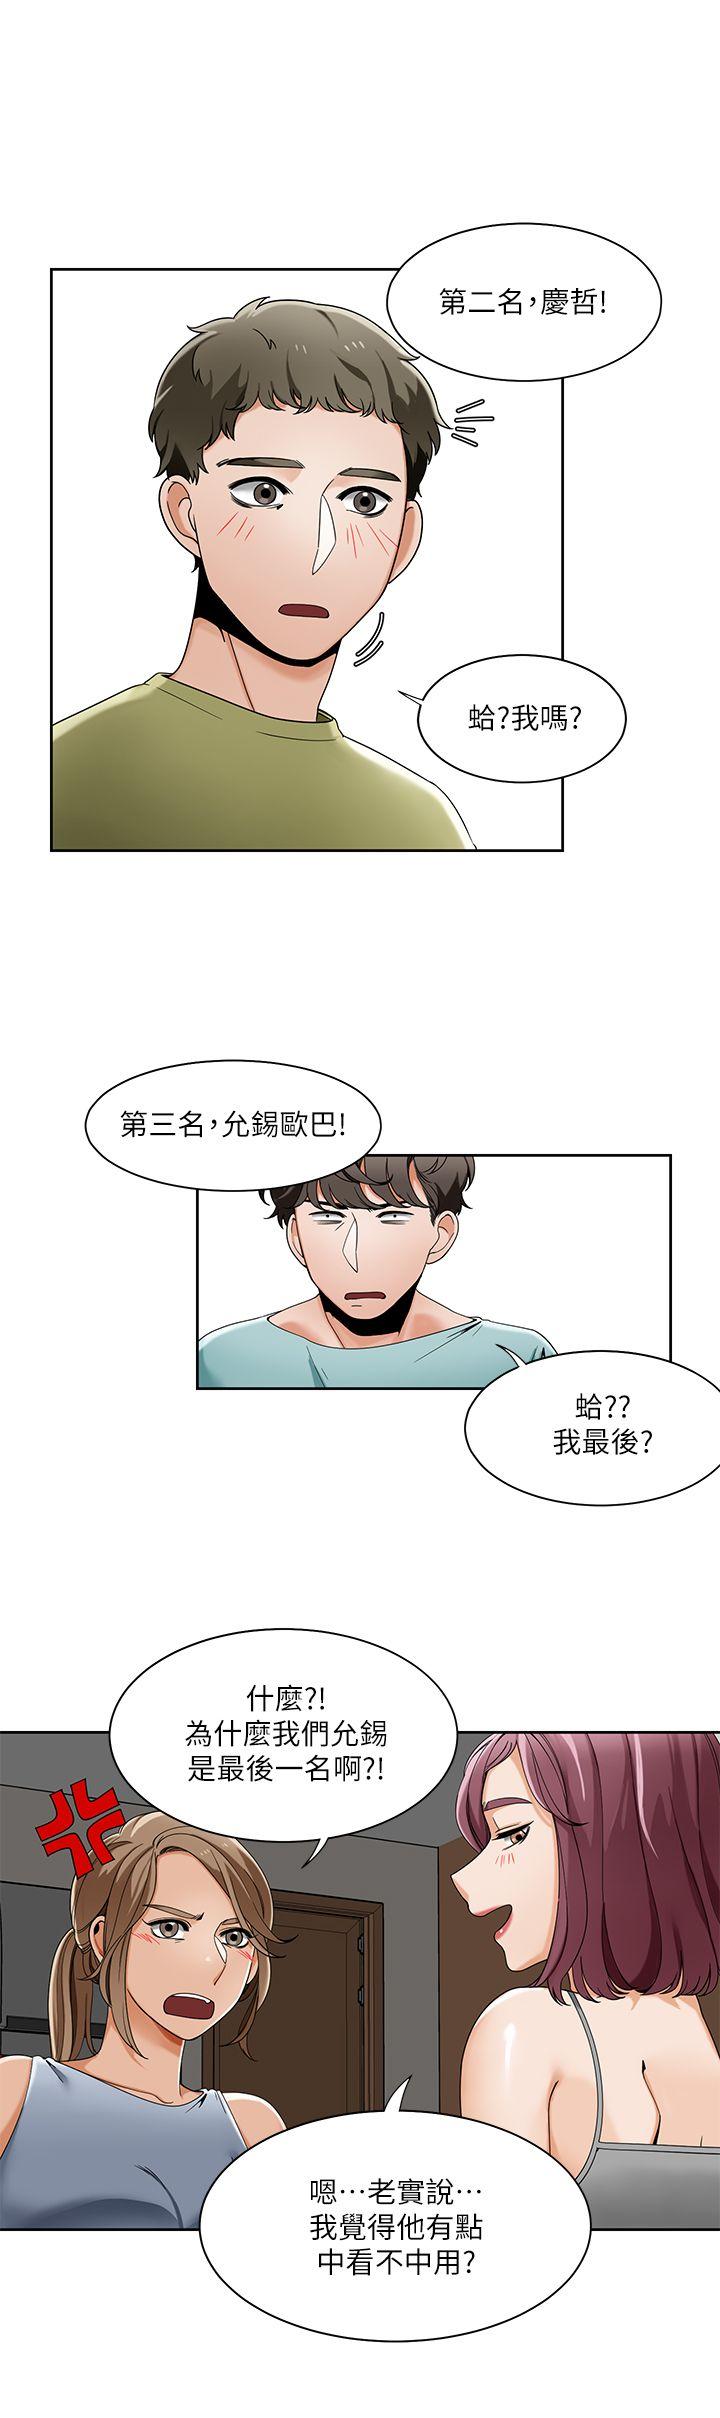 第二名，慶哲!
蛤?我嗎?
第三名，允錫歐巴!
蛤??
我最後?
什麼?!
為什麼我們允錫
是最後一名啊?!
嗯⋯老實說⋯
我覺得他有點
中看不中用?